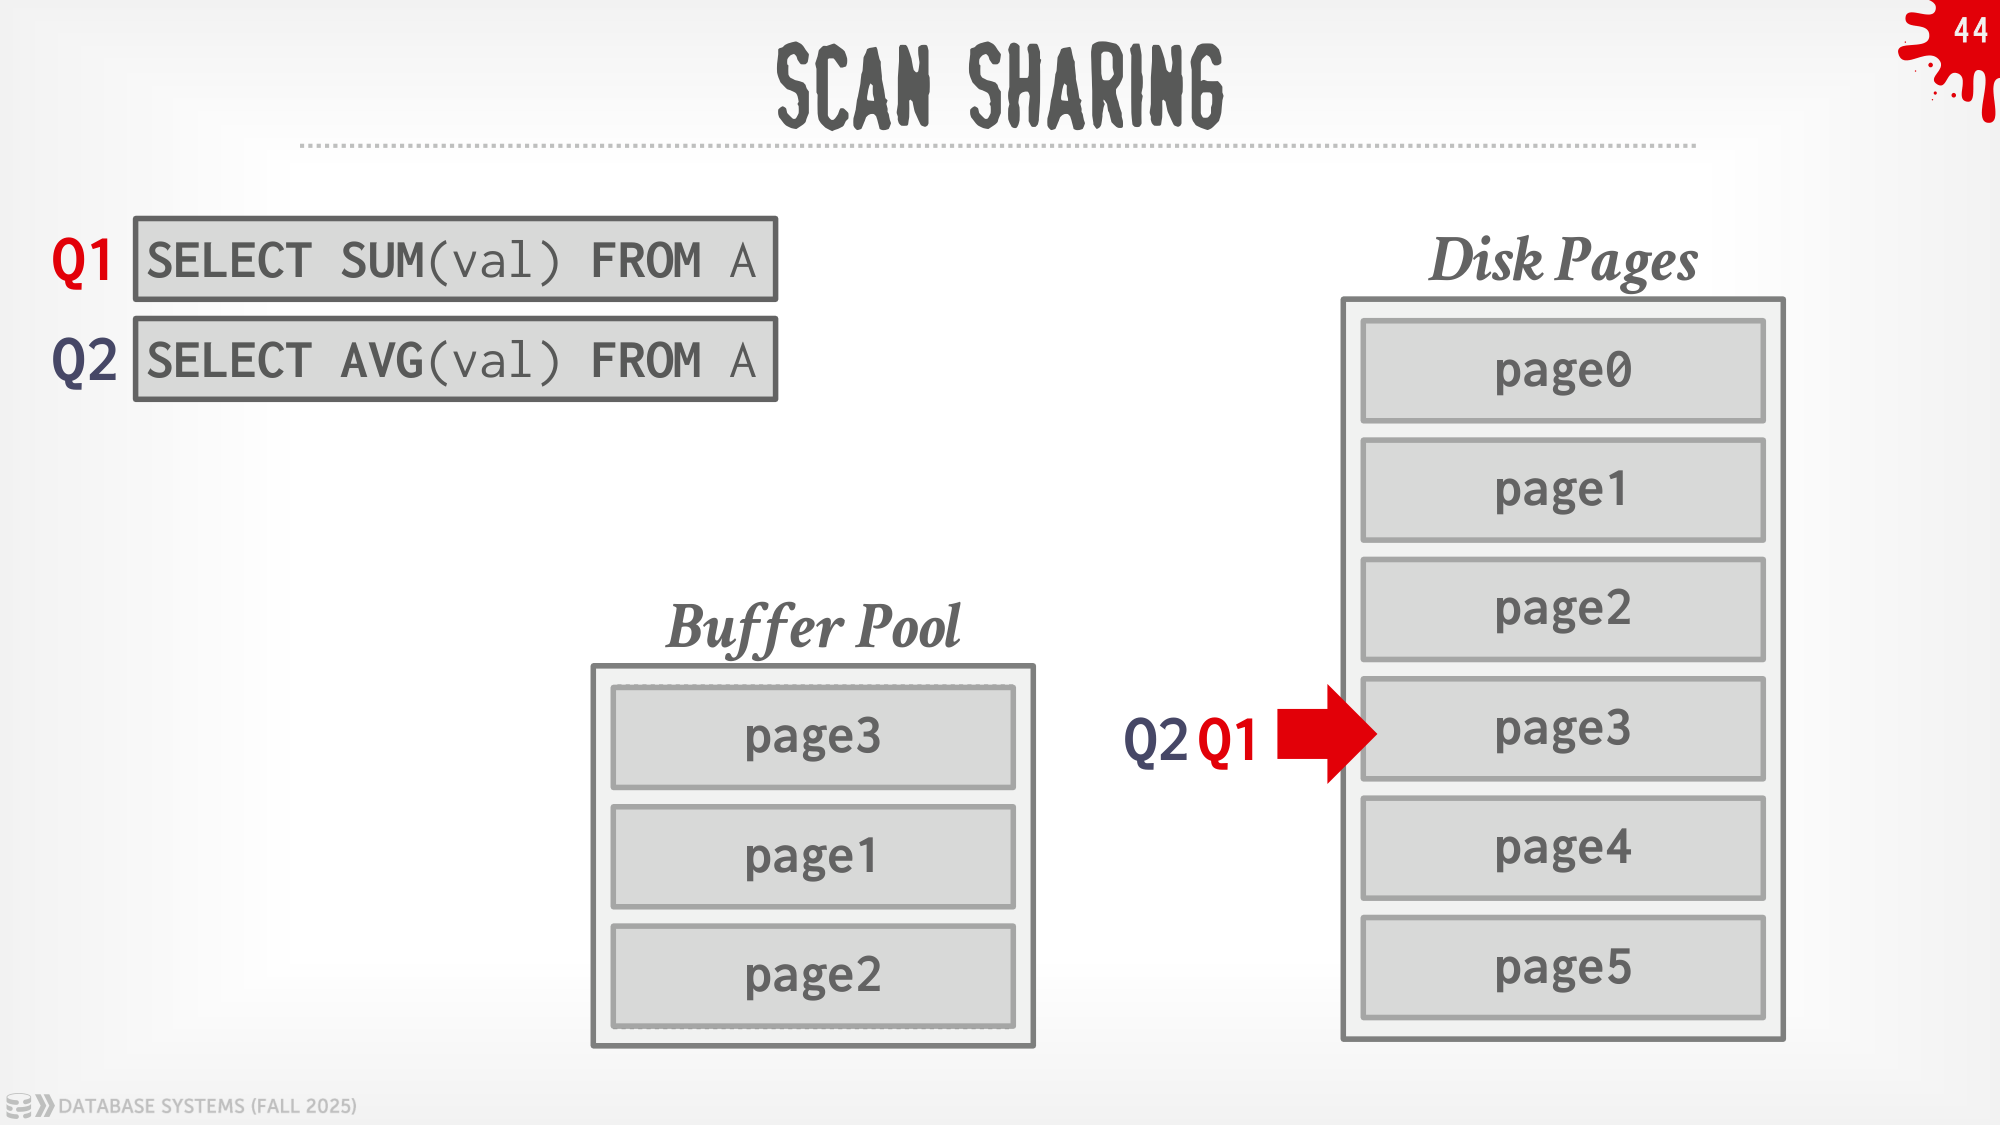 44
SCAN SHARING
Q1 SELECT SUM(val) FROM A
Q2 SELECT AVG(val) FROM A
Disk Pages
page0
page1
page2
page3
page4
page5
Q2 Q1
Buffer Pool
page3
page1
page2
DATABASE SYSTEMS (FALL 2025)